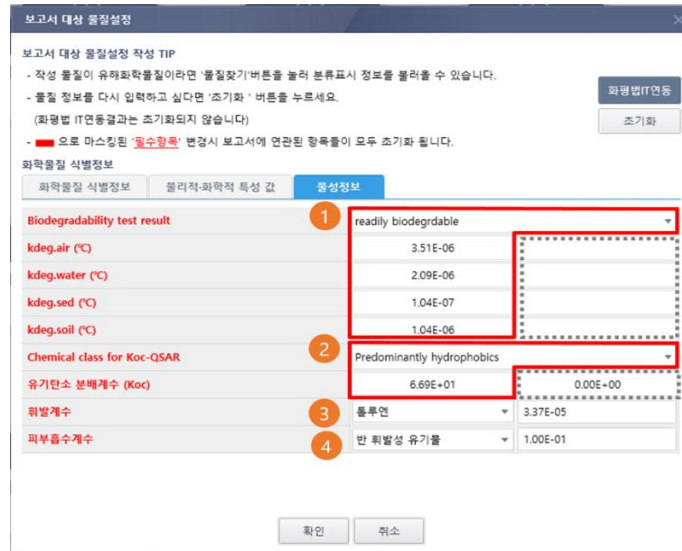 보고서 대상 물질설정
보고서 대상 물질설정 작성 TIP
- 작성 물질이 유해화학물질이라면 '물질찾기'버튼을 눌러 분류표시 정보를 불러올 수 있습니다.
- 물질 정보를 다시 입력하고 싶다면 '초기화 ' 버튼을 누르세요.
(화평법 IT연동결과는 초기화되지 않습니다)
- 으로 마스킹된 '필수항목' 변경시 보고서에 연관된 항목들이 모두 초기화 됩니다.
화평법IT연동
초기화
화학물질 식별정보
화학물질 식별정보 물리적·화학적 특성 값 물성정보
Biodegradability test result 1 readily biodegrdable
kdeg.air (℃) 3.51E-06
kdeg.water (℃) 2.09E-06
kdeg.sed (℃) 1.04E-07
kdeg.soil (℃) 1.04E-06
Chemical class for Koc-QSAR 2 Predominantly hydrophobics
유기탄소 분배계수 (Koc) 6.69E+01 0.00E+00
휘발계수 3 톨루엔 3.37E-05
피부흡수계수 4 반 휘발성 유기물 1.00E-01
확인 취소